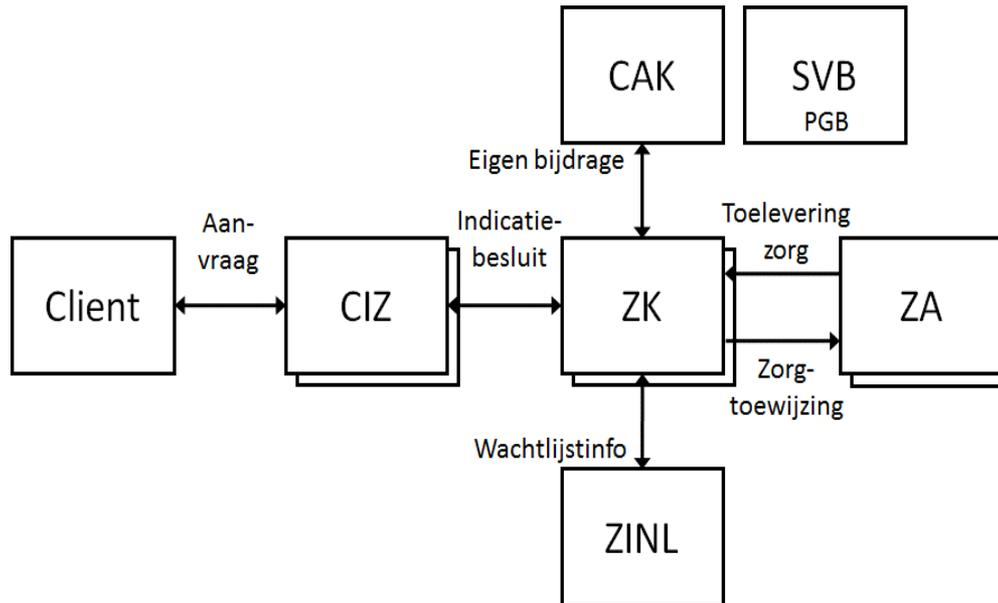 CAK
SVB
PGB
Eigen bijdrage
Aan-
vraag
Indicatie-
besluit
Toelevering
zorg
Client
CIZ
ZK
ZA
Zorg-
toewijzing
Wachtlijstinfo
ZINL